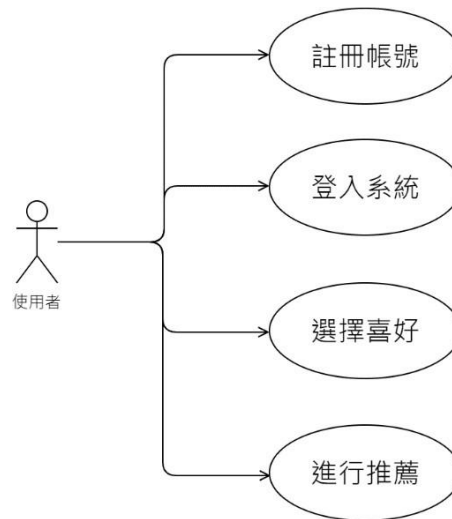 註冊帳號
登入系統
使用者
選擇喜好
進行推薦